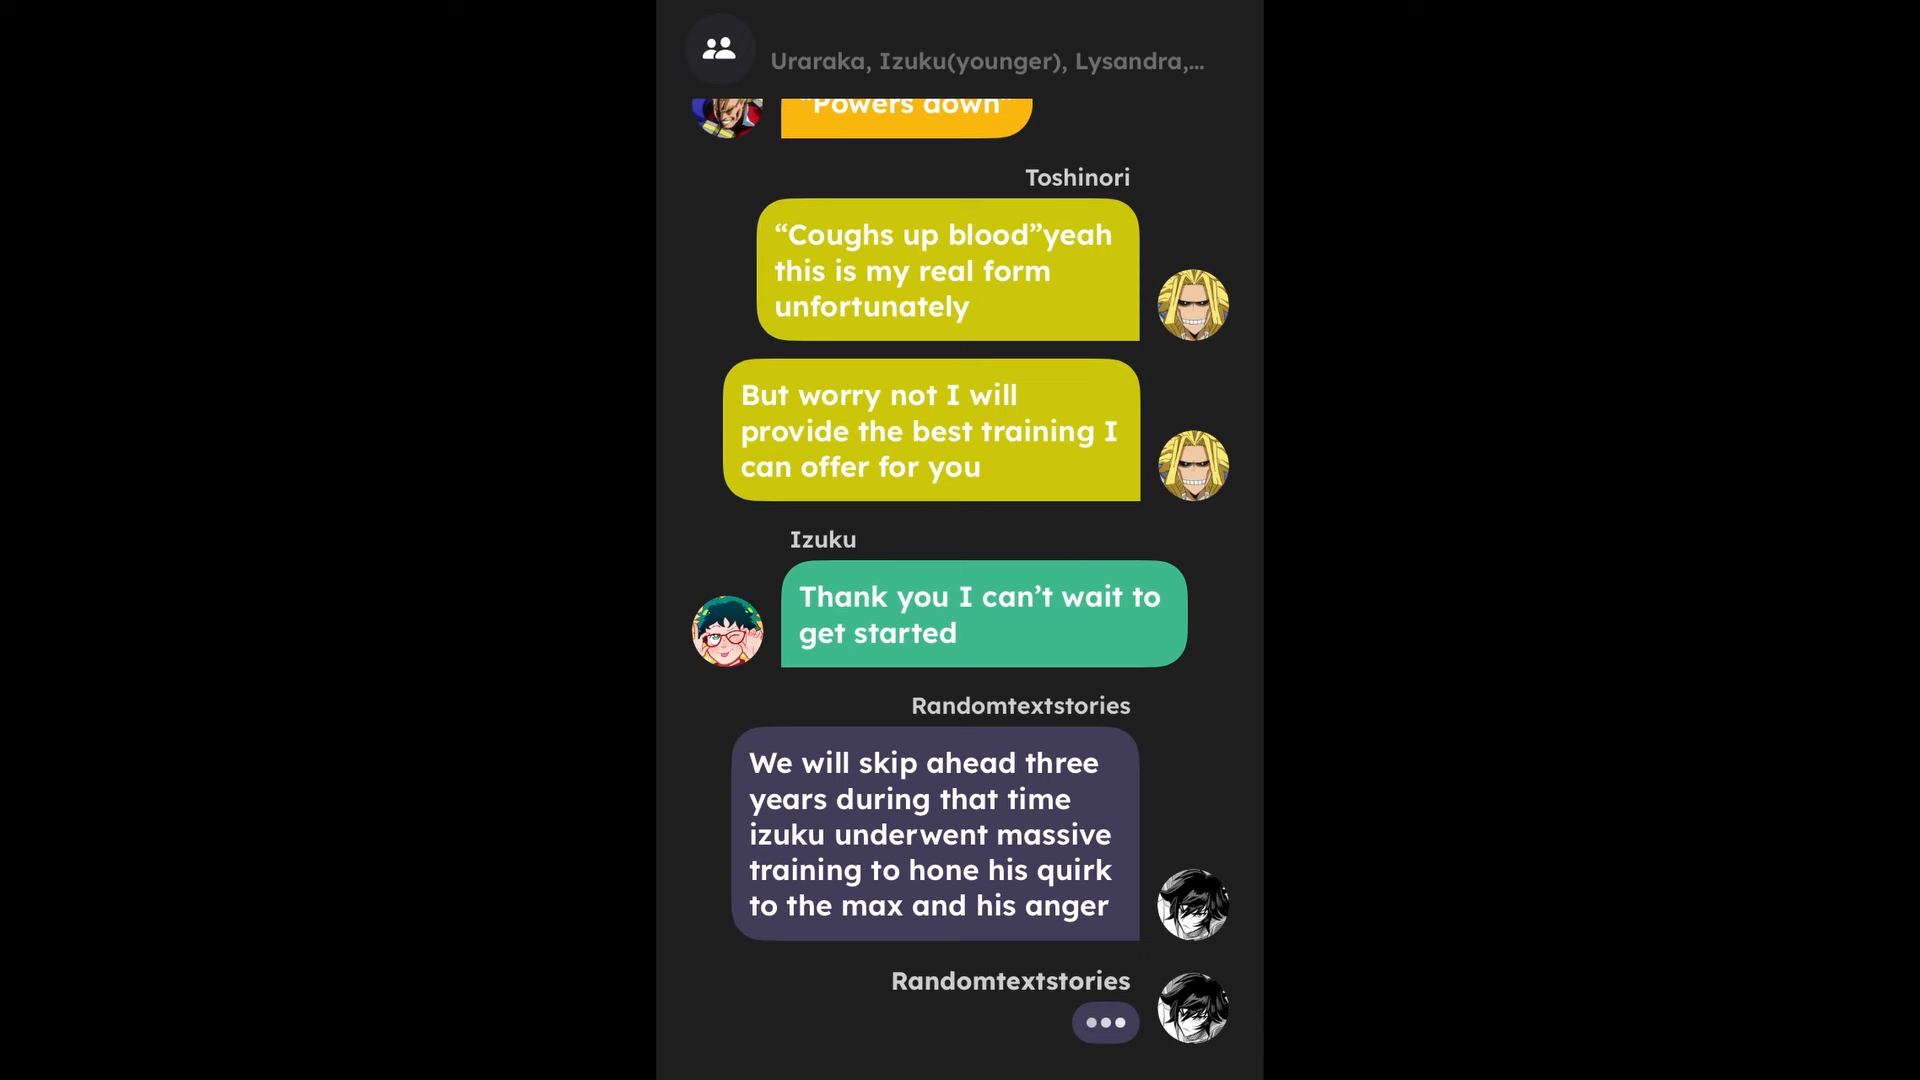 Uraraka, Izuku(younger), Lysandra,...
"Powers down"
Toshinori
“Coughs up blood”yeah
this is my real form
unfortunately
But worry not I will
provide the best training I
can offer for you
Izuku
Thank you I can’t wait to
get started
Randomtextstories
We will skip ahead three
years during that time
izuku underwent massive
training to hone his quirk
to the max and his anger
Randomtextstories